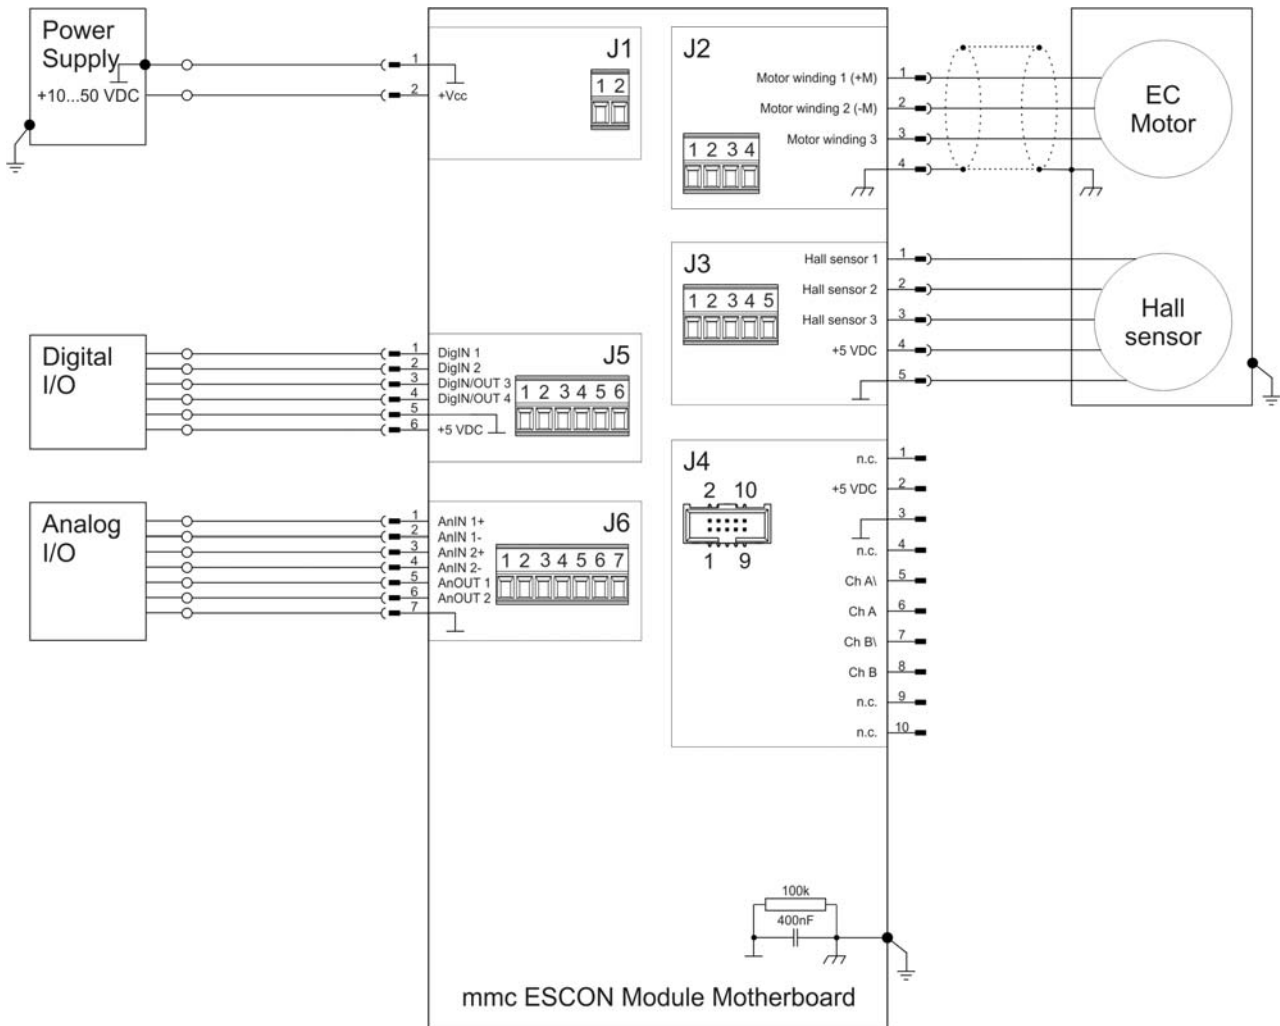 Power
Supply
+10...50 VDC
1
2
+Vcc
J1
1 2
J2
1 2 3 4
Motor winding 1 (+M)
1
Motor winding 2 (-M)
2
Motor winding 3
3
4
EC
Motor
J3
1 2 3 4 5
Hall sensor 1
1
Hall sensor 2
2
Hall sensor 3
3
+5 VDC
4
5
Hall
sensor
Digital
I/O
1
DigIN 1
2
DigIN 2
3
DigIN/OUT 3
4
DigIN/OUT 4
5
6
+5 VDC
J5
1 2 3 4 5 6
J4
2 10
1 9
n.c.
1
+5 VDC
2
3
n.c.
4
Ch A\
5
Ch A
6
Ch B\
7
Ch B
8
n.c.
9
n.c.
10
Analog
I/O
1
AnIN 1+
2
AnIN 1-
3
AnIN 2+
4
AnIN 2-
5
AnOUT 1
6
AnOUT 2
7
J6
1 2 3 4 5 6 7
100k
400nF
mmc ESCON Module Motherboard